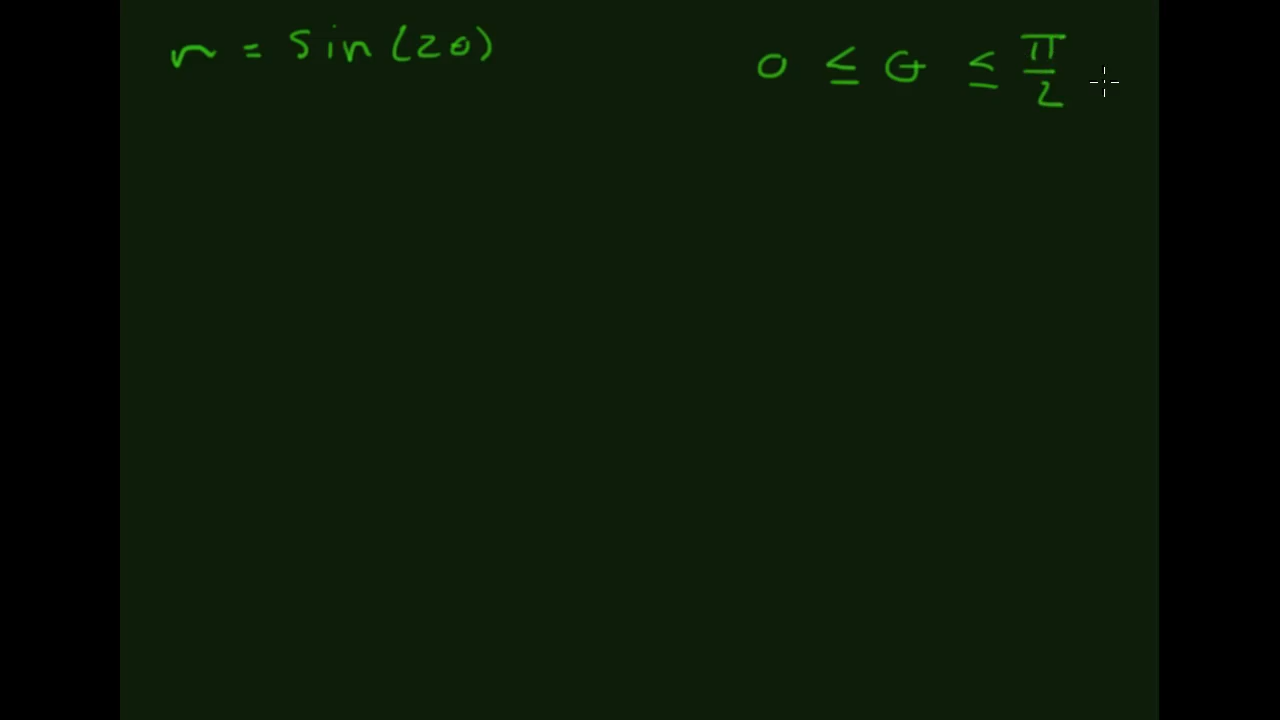 r = sin(2θ)
0 ≤ θ ≤ π/2